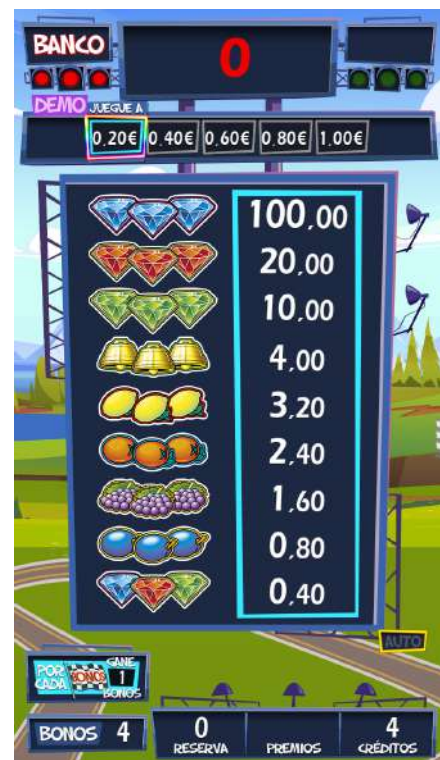 BANCO
0
DEMO JUEGUE A
0,20€ 0,40€ 0,60€ 0,80€ 1,00€
100,00
20,00
10,00
4,00
3,20
2,40
1,60
0,80
0,40
AUTO
POR CADA BONOS GANE 1 BONOS
BONOS 4
0 RESERVA
PREMIOS
4 CRÉDITOS